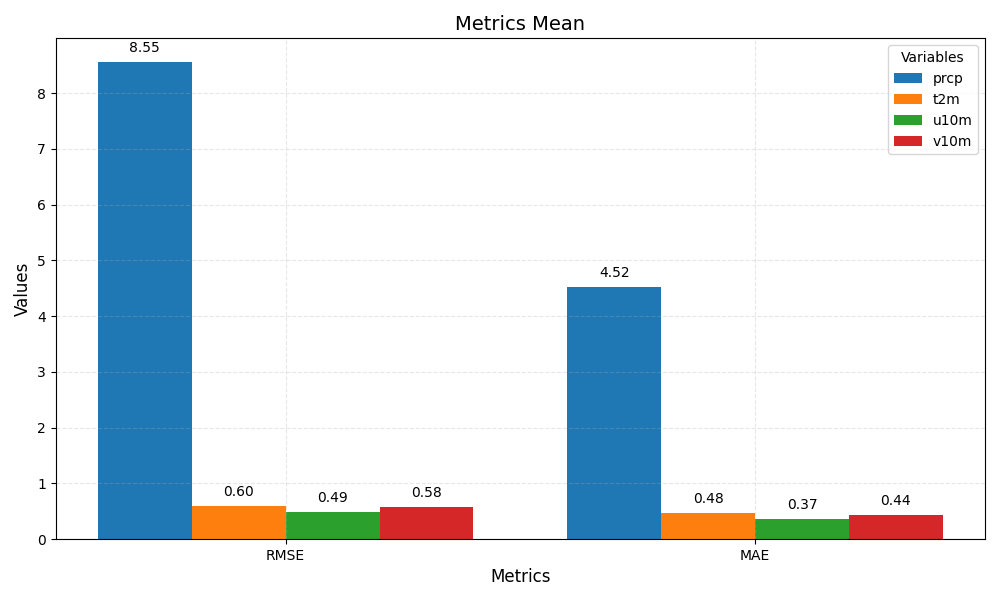 Metrics Mean
8.55
Variables
prcp
t2m
u10m
v10m
8
7
6
5
4
3
2
1
0
Values
4.52
0.60
0.49
0.58
0.48
0.37
0.44
RMSE
MAE
Metrics